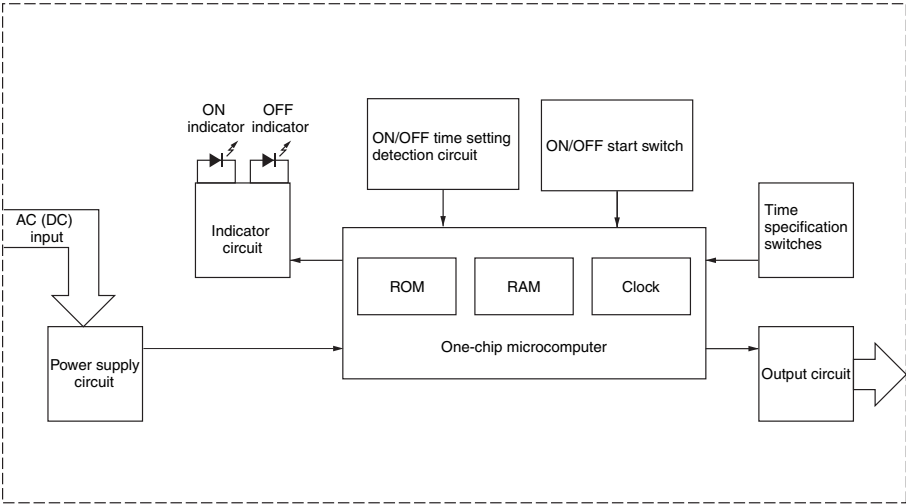 ON
indicator
OFF
indicator
ON/OFF time setting
detection circuit
ON/OFF start switch
AC (DC)
input
Indicator
circuit
Time
specification
switches
ROM
RAM
Clock
One-chip microcomputer
Power supply
circuit
Output circuit